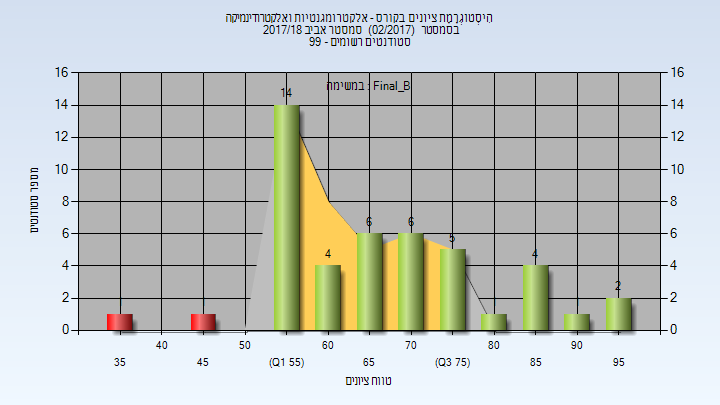 היסטוגרמת ציונים בקורס - אלקטרומגנטיות ואלקטרודינמיקה
בסמסטר (02/2017) סמסטר אביב 2017/18
סטודנטים רשומים - 99
במשימה : Final_B
16 16
14 14 14
12 12
10 10
8 8
6 6 6 6
5
4 4 4 4
2 2 2
0 0
מספר סטודנטים
40 50 60 70 80 90
35 45 (Q1 55) 65 (Q3 75) 85 95
טווח ציונים